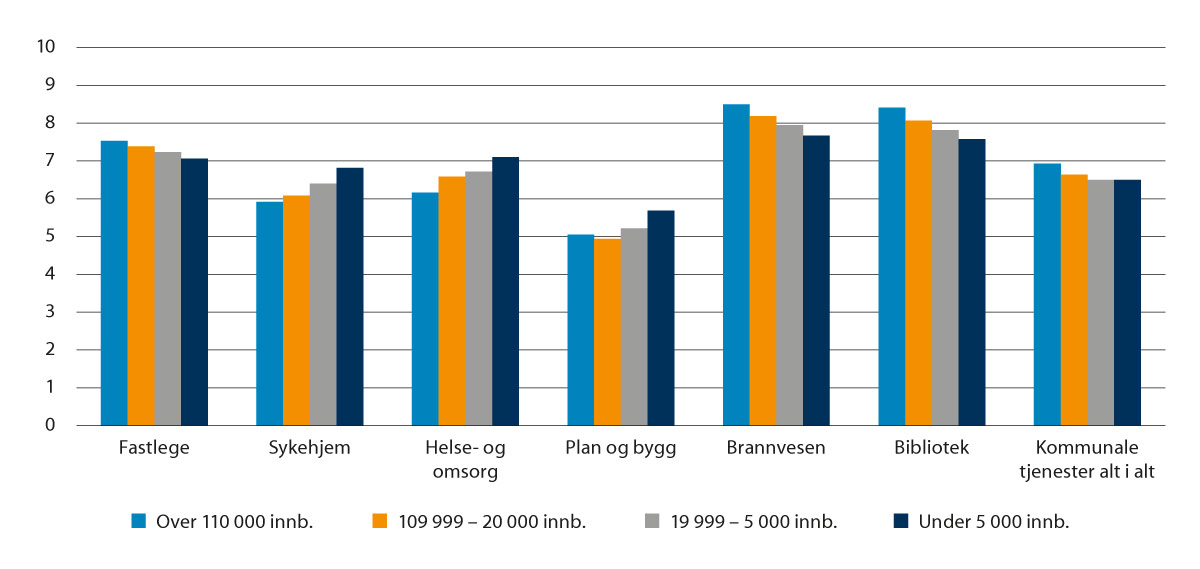 10
9
8
7
6
5
4
3
2
1
0
Fastlege
Sykehjem
Helse- og
omsorg
Plan og bygg
Brannvesen
Bibliotek
Kommunale
tjenester alt i alt
Over 110 000 innb.
109 999 – 20 000 innb.
19 999 – 5 000 innb.
Under 5 000 innb.